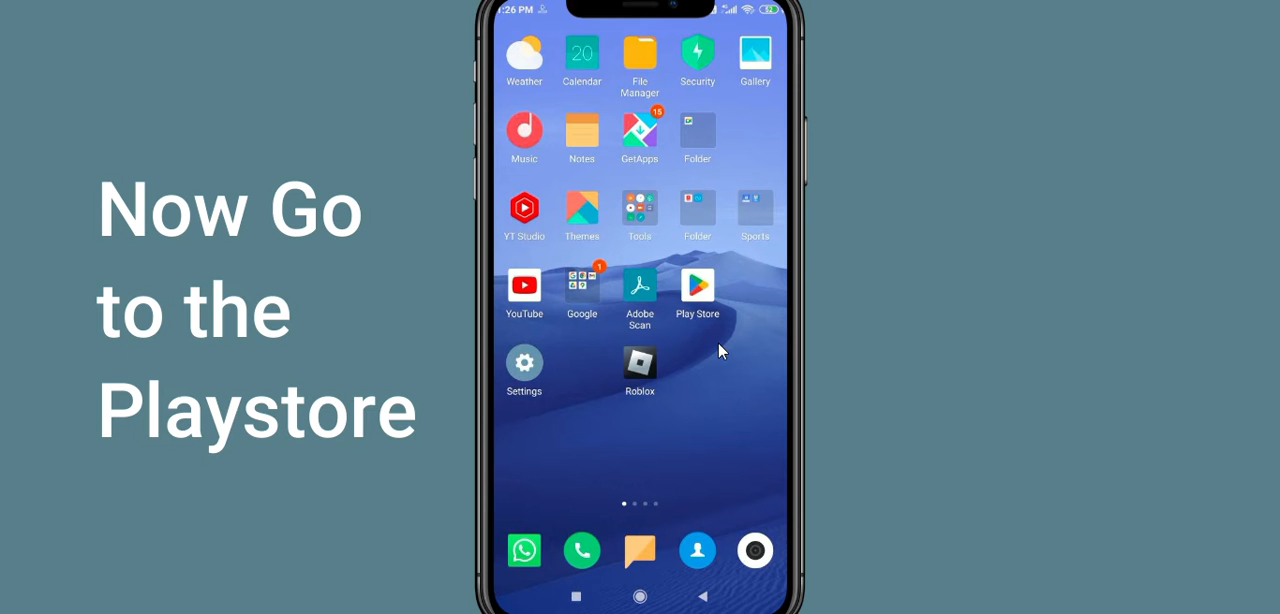 Now Go
to the
Playstore
:26 PM
Weather
Calendar
File
Manager
Security
Gallery
20
15
Music
Notes
GetApps
Folder
YT Studio
Themes
Tools
Folder
Sports
1
YouTube
Google
Adobe
Scan
Play Store
Settings
Roblox